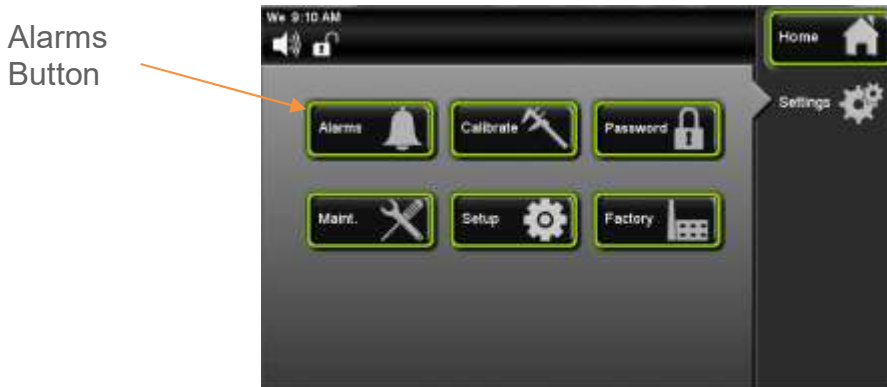 Alarms
Button
We 9:10 AM
Home
Settings
Alarms
Calibrate
Password
Maint.
Setup
Factory